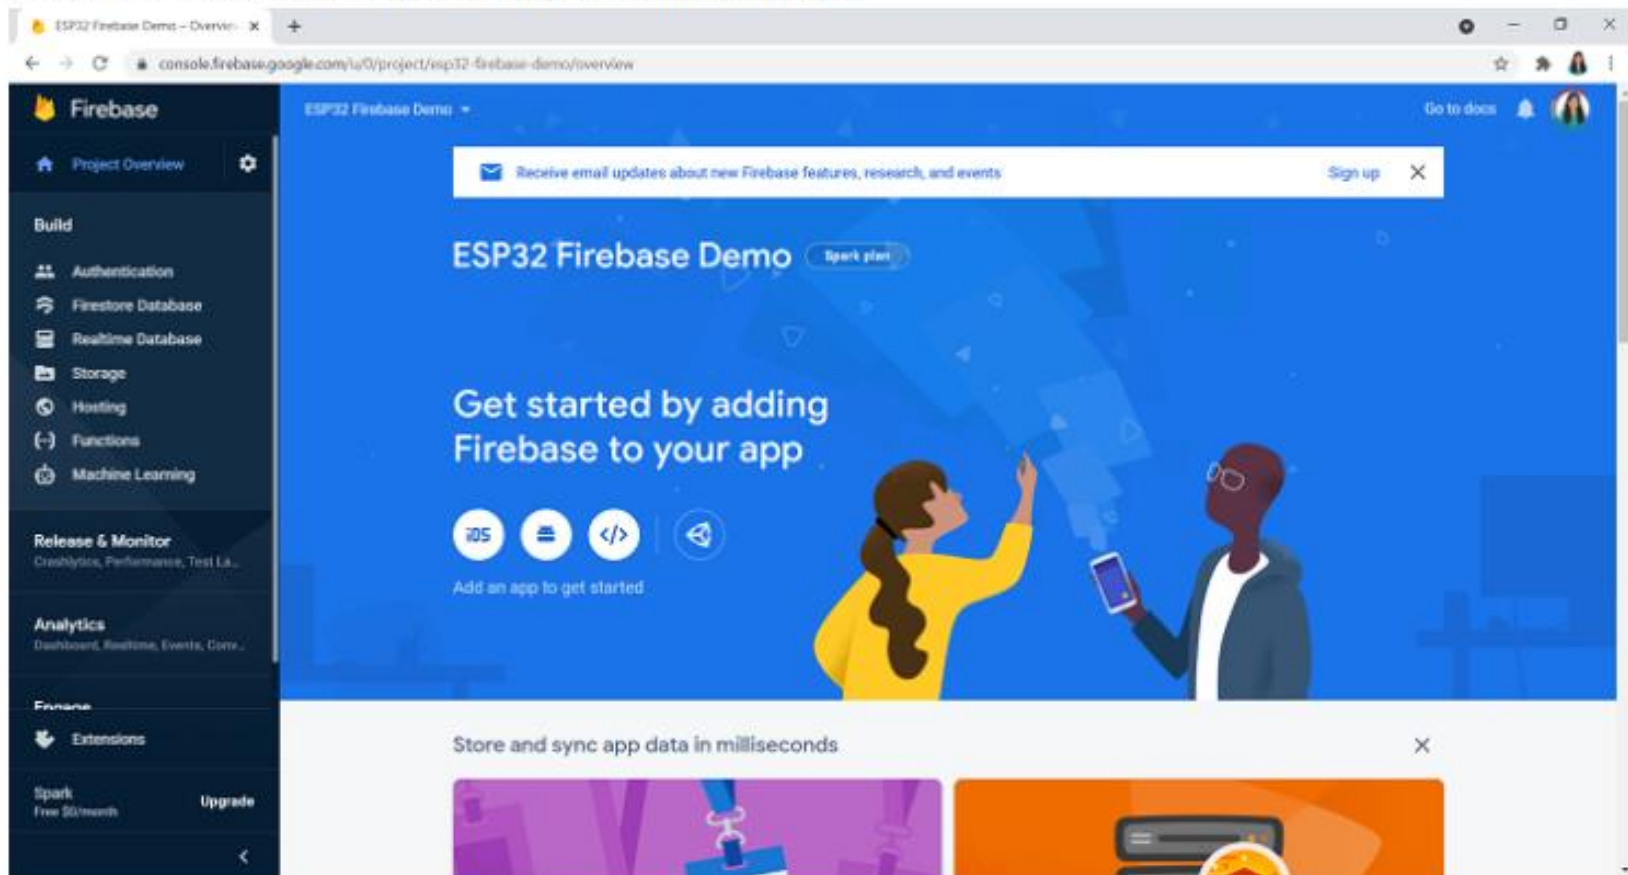 ESP32 Firebase Demo – Overview
console.firebase.google.com/u/0/project/esp32-firebase-demo/overview
Firebase
ESP32 Firebase Demo
Go to docs
Project Overview
Receive email updates about new Firebase features, research, and events
Sign up
Build
ESP32 Firebase Demo
Spark plan
Authentication
Firestore Database
Realtime Database
Storage
Hosting
Functions
Machine Learning
Get started by adding
Firebase to your app
iOS
Add an app to get started
Release & Monitor
Crashlytics, Performance, Test La...
Analytics
Dashboard, Realtime, Events, Conv...
Engage
Extensions
Spark
Free $0/month
Upgrade
Store and sync app data in milliseconds